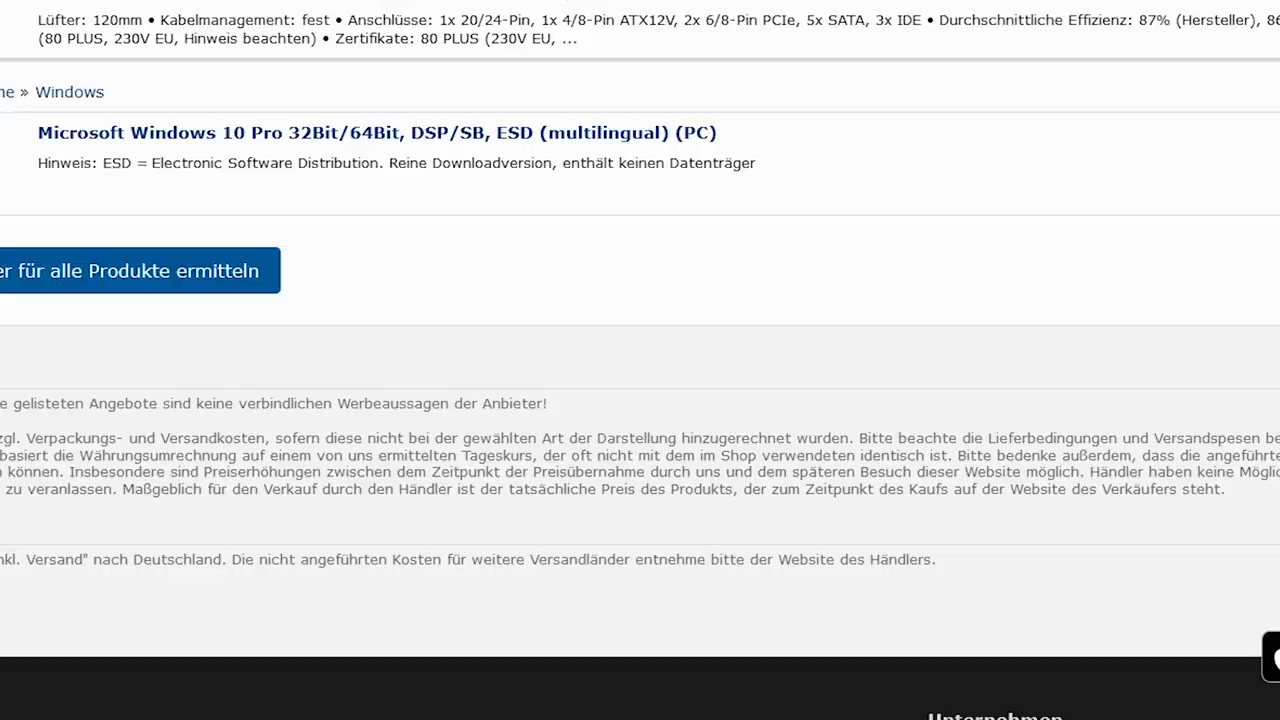 Lüfter: 120mm • Kabelmanagement: fest • Anschlüsse: 1x 20/24-Pin, 1x 4/8-Pin ATX12V, 2x 6/8-Pin PCIe, 5x SATA, 3x IDE • Durchschnittliche Effizienz: 87% (Hersteller),
(80 PLUS, 230V EU, Hinweis beachten) • Zertifikate: 80 PLUS (230V EU, ...
» Windows
Microsoft Windows 10 Pro 32Bit/64Bit, DSP/SB, ESD (multilingual) (PC)
Hinweis: ESD = Electronic Software Distribution. Reine Downloadversion, enthält keinen Datenträger
für alle Produkte ermitteln
gelisteten Angebote sind keine verbindlichen Werbeaussagen der Anbieter!
Verpackungs- und Versandkosten, sofern diese nicht bei der gewählten Art der Darstellung hinzugerechnet wurden. Bitte beachte die Lieferbedingungen und Versandspesen
basiert die Währungsumrechnung auf einem von uns ermittelten Tageskurs, der oft nicht mit dem im Shop verwendeten identisch ist. Bitte bedenke außerdem, dass die
können. Insbesondere sind Preiserhöhungen zwischen dem Zeitpunkt der Preisübernahme durch uns und dem späteren Besuch dieser Website möglich. Händler haben keine
zu veranlassen. Maßgeblich für den Verkauf durch den Händler ist der tatsächliche Preis des Produkts, der zum Zeitpunkt des Kaufs auf der Website des Verkäufers steht.
Versand" nach Deutschland. Die nicht angeführten Kosten für weitere Versandländer entnehme bitte der Website des Händlers.
Unternehmen